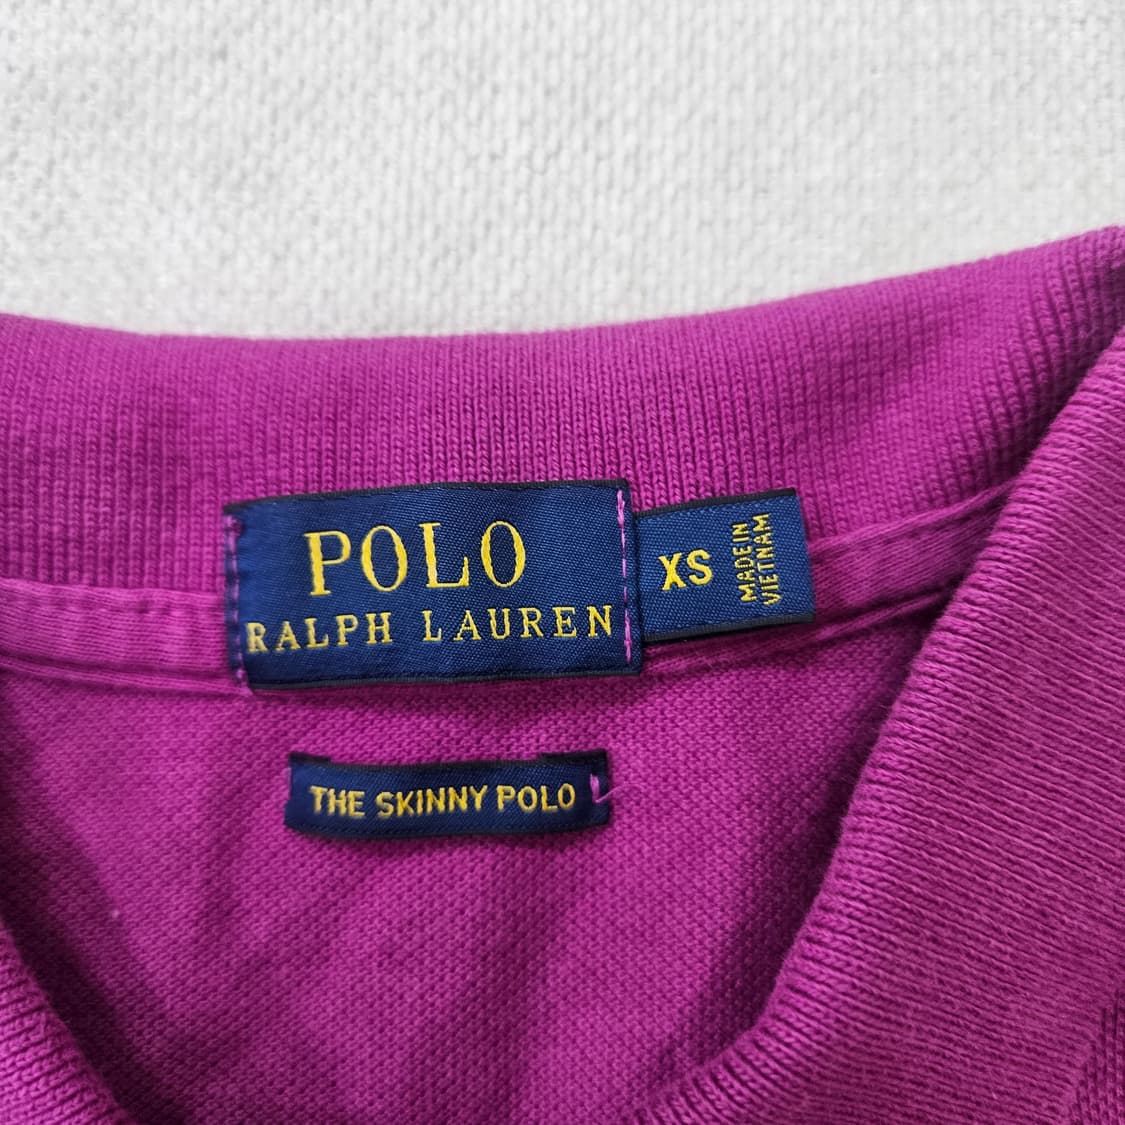 POLO
RALPH LAUREN
XS
MADE IN
VIETNAM
THE SKINNY POLO